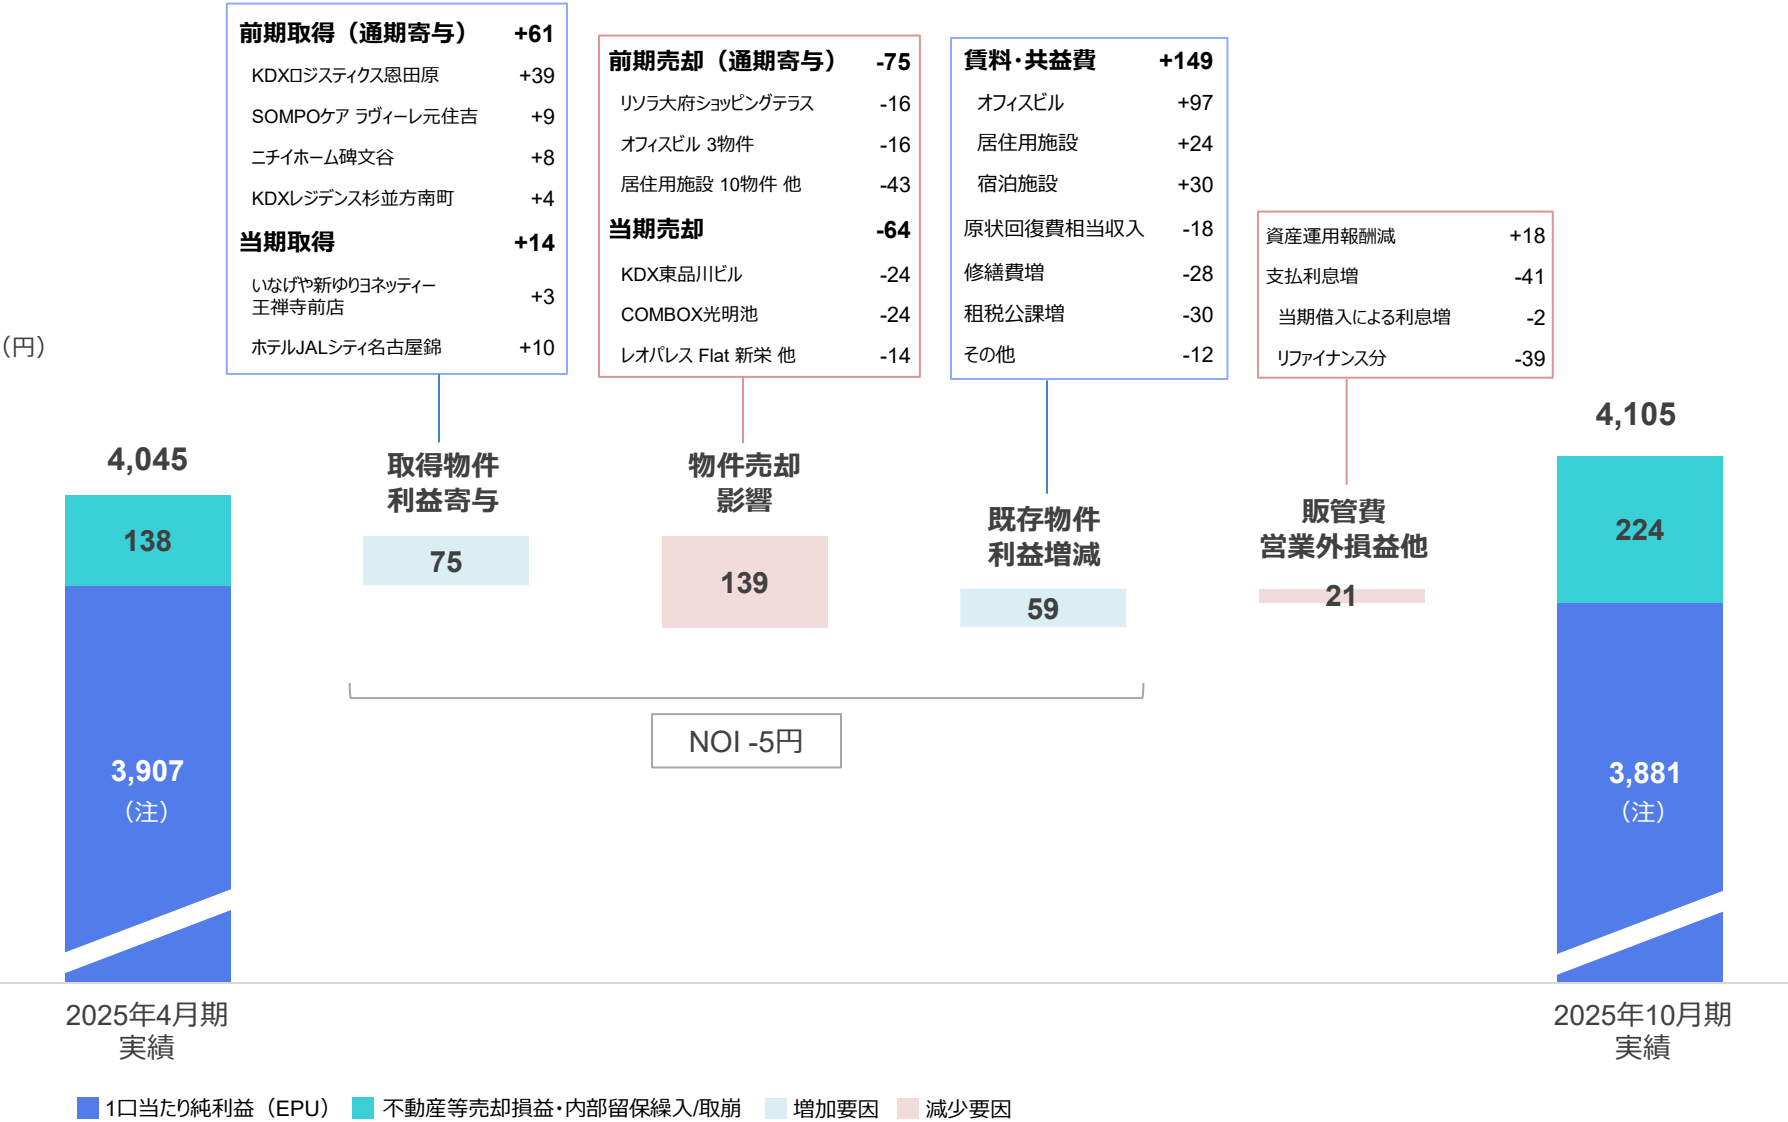 前期取得（通期寄与） +61
KDXロジスティクス恩田原 +39
SOMPOケア ラヴィーレ元住吉 +9
ニチイホーム碑文谷 +8
KDXレジデンス杉並方南町 +4
当期取得 +14
いなげや新ゆりヨネッティー
王禅寺前店 +3
ホテルJALシティ名古屋錦 +10
前期売却（通期寄与） -75
リソラ大府ショッピングテラス -16
オフィスビル 3物件 -16
居住用施設 10物件 他 -43
当期売却 -64
KDX東品川ビル -24
COMBOX光明池 -24
レオパレス Flat 新栄 他 -14
賃料・共益費 +149
オフィスビル +97
居住用施設 +24
宿泊施設 +30
原状回復費相当収入 -18
修繕費増 -28
租税公課増 -30
その他 -12
資産運用報酬減 +18
支払利息増 -41
当期借入による利息増 -2
リファイナンス分 -39
（円）
4,045
138
3,907
（注）
取得物件
利益寄与
75
物件売却
影響
139
既存物件
利益増減
59
販管費
営業外損益他
21
4,105
224
3,881
（注）
NOI -5円
2025年4月期
実績
2025年10月期
実績
1口当たり純利益（EPU） 不動産等売却損益・内部留保繰入/取崩 増加要因 減少要因